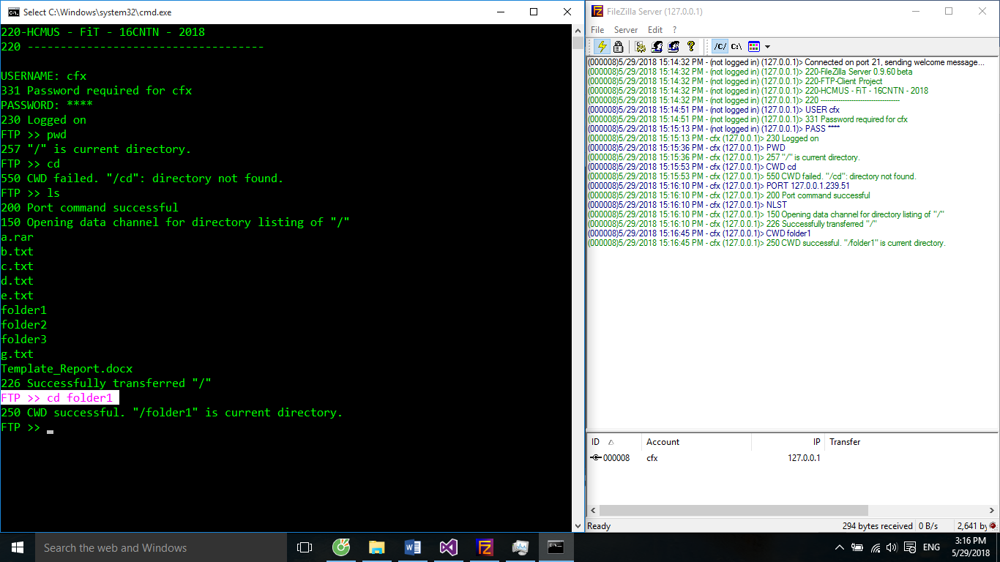 Select C:\Windows\system32\cmd.exe
220-HCMUS - FiT - 16CNTN - 2018
220 ------------------------------------
USERNAME: cfx
331 Password required for cfx
PASSWORD: ****
230 Logged on
FTP >> pwd
257 "/" is current directory.
FTP >> cd
550 CWD failed. "/cd": directory not found.
FTP >> ls
200 Port command successful
150 Opening data channel for directory listing of "/"
a.rar
b.txt
c.txt
d.txt
e.txt
folder1
folder2
folder3
g.txt
Template_Report.docx
226 Successfully transferred "/"
FTP >> cd folder1
250 CWD successful. "/folder1" is current directory.
FTP >>
FileZilla Server (127.0.0.1)
File Server Edit ?
/C/ C:\
(000008)5/29/2018 15:14:32 PM - (not logged in) (127.0.0.1)> Connected on port 21, sending welcome message...
(000008)5/29/2018 15:14:32 PM - (not logged in) (127.0.0.1)> 220-FileZilla Server 0.9.60 beta
(000008)5/29/2018 15:14:32 PM - (not logged in) (127.0.0.1)> 220-FTP-Client Project
(000008)5/29/2018 15:14:32 PM - (not logged in) (127.0.0.1)> 220-HCMUS - FiT - 16CNTN - 2018
(000008)5/29/2018 15:14:32 PM - (not logged in) (127.0.0.1)> 220 ------------------------------------
(000008)5/29/2018 15:14:51 PM - (not logged in) (127.0.0.1)> USER cfx
(000008)5/29/2018 15:14:51 PM - (not logged in) (127.0.0.1)> 331 Password required for cfx
(000008)5/29/2018 15:15:13 PM - (not logged in) (127.0.0.1)> PASS ****
(000008)5/29/2018 15:15:13 PM - cfx (127.0.0.1)> 230 Logged on
(000008)5/29/2018 15:15:36 PM - cfx (127.0.0.1)> PWD
(000008)5/29/2018 15:15:36 PM - cfx (127.0.0.1)> 257 "/" is current directory.
(000008)5/29/2018 15:15:53 PM - cfx (127.0.0.1)> CWD cd
(000008)5/29/2018 15:15:53 PM - cfx (127.0.0.1)> 550 CWD failed. "/cd": directory not found.
(000008)5/29/2018 15:16:10 PM - cfx (127.0.0.1)> PORT 127.0.0.1.239.51
(000008)5/29/2018 15:16:10 PM - cfx (127.0.0.1)> 200 Port command successful
(000008)5/29/2018 15:16:10 PM - cfx (127.0.0.1)> NLST
(000008)5/29/2018 15:16:10 PM - cfx (127.0.0.1)> 150 Opening data channel for directory listing of "/"
(000008)5/29/2018 15:16:10 PM - cfx (127.0.0.1)> 226 Successfully transferred "/"
(000008)5/29/2018 15:16:45 PM - cfx (127.0.0.1)> CWD folder1
(000008)5/29/2018 15:16:45 PM - cfx (127.0.0.1)> 250 CWD successful. "/folder1" is current directory.
ID Account IP Transfer
000008 cfx 127.0.0.1
Ready 294 bytes received 0 B/s 2,641 by
Search the web and Windows
ENG
3:16 PM
5/29/2018